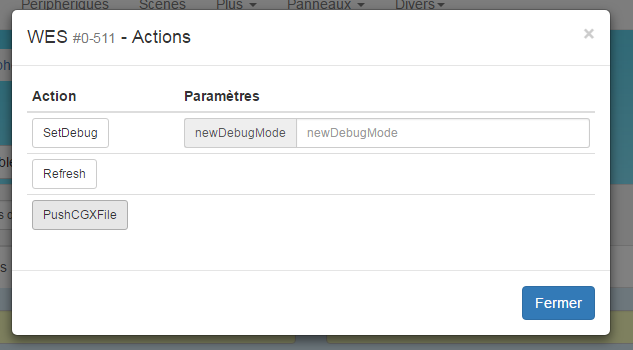 Périphériques Scènes Plus Panneaux Divers
WES #0-511 - Actions ×
Action Paramètres
SetDebug newDebugMode newDebugMode
Refresh
PushCGXFile
Fermer